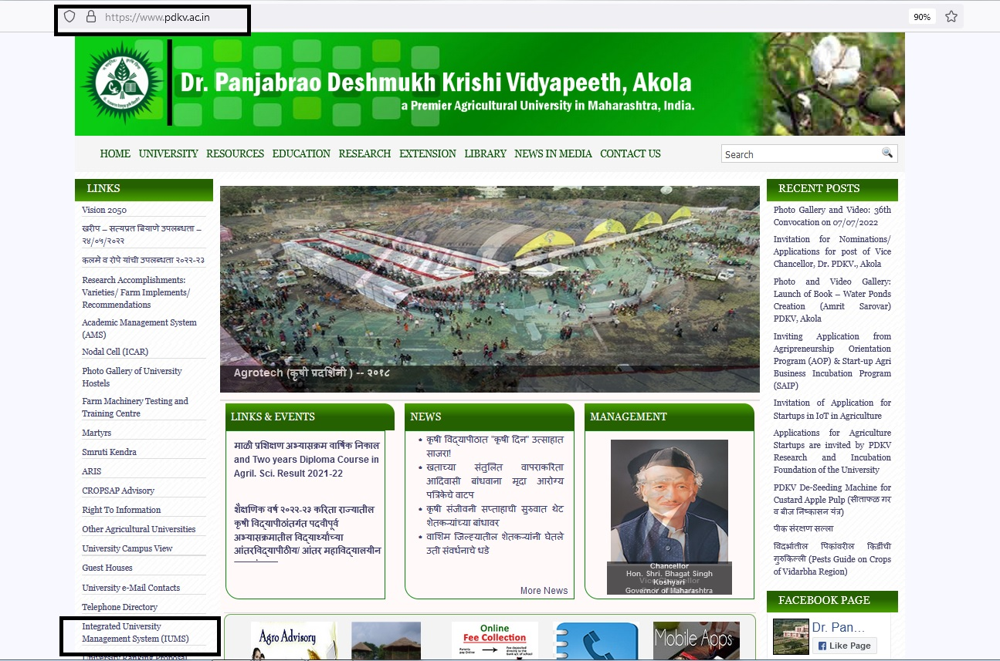 https://www.pdkv.ac.in
90%
Dr. Panjabrao Deshmukh Krishi Vidyapeeth, Akola
a Premier Agricultural University in Maharashtra, India.
HOME UNIVERSITY RESOURCES EDUCATION RESEARCH EXTENSION LIBRARY NEWS IN MEDIA CONTACT US
Search
LINKS
Vision 2050
खरीप – सत्यप्रत बियाणे उपलब्धता –
२४/०५/२०२२
कलमे व रोपे यांची उपलब्धता २०२२-२३
Research Accomplishments:
Varieties/ Farm Implements/
Recommendations
Academic Management System
(AMS)
Nodal Cell (ICAR)
Photo Gallery of University
Hostels
Farm Machinery Testing and
Training Centre
Martyrs
Smruti Kendra
ARIS
CROPSAP Advisory
Right To Information
Other Agricultural Universities
University Campus View
Guest Houses
University e-Mail Contacts
Telephone Directory
Integrated University
Management System (IUMS)
University Ranking Proposal
Agrotech (कृषी प्रदर्शिनी ) -- २०१८
LINKS & EVENTS
माळी प्रशिक्षण अभ्यासक्रम वार्षिक निकाल
and Two years Diploma Course in
Agril. Sci. Result 2021-22
शैक्षणिक वर्ष २०२२-२३ करिता राज्यातील
कृषी विद्यापीठांतर्गत पदवीपूर्व
अभ्यासक्रमातील विद्यार्थ्यांच्या
आंतरविद्यापीठीय/ आंतर महाविद्यालयीन
NEWS
• कृषी विद्यापीठात "कृषी दिन" उत्साहात
साजरा!
• खताच्या संतुलित वापराकरिता
आदिवासी बांधवाना मृदा आरोग्य
पत्रिकेचे वाटप
• कृषी संजीवनी सप्ताहाची सुरुवात थेट
शेतकऱ्यांच्या बांधावर
• वाशिम जिल्ह्यातील शेतकऱ्यांनी घेतले
उती संवर्धनाचे धडे
More News
MANAGEMENT
Chancellor
Hon. Shri. Bhagat Singh
Koshyari
Governor of Maharashtra
Agro Advisory
Online
Fee Collection
Mobile Apps
RECENT POSTS
Photo Gallery and Video: 36th
Convocation on 07/07/2022
Invitation for Nominations/
Applications for post of Vice
Chancellor, Dr. PDKV., Akola
Photo and Video Gallery:
Launch of Book – Water Ponds
Creation (Amrit Sarovar)
PDKV, Akola
Inviting Application from
Agripreneurship Orientation
Program (AOP) & Start-up Agri
Business Incubation Program
(SAIP)
Invitation of Application for
Startups in IoT in Agriculture
Applications for Agriculture
Startups are invited by PDKV
Research and Incubation
Foundation of the University
PDKV De-Seeding Machine for
Custard Apple Pulp (सीताफळ गर
व बीज निष्कासन यंत्र)
पीक संरक्षण सल्ला
विदर्भातील पिकांवरील किडींची
गुरुकिल्ली (Pests Guide on Crops
of Vidarbha Region)
FACEBOOK PAGE
Dr. Pan...
Like Page